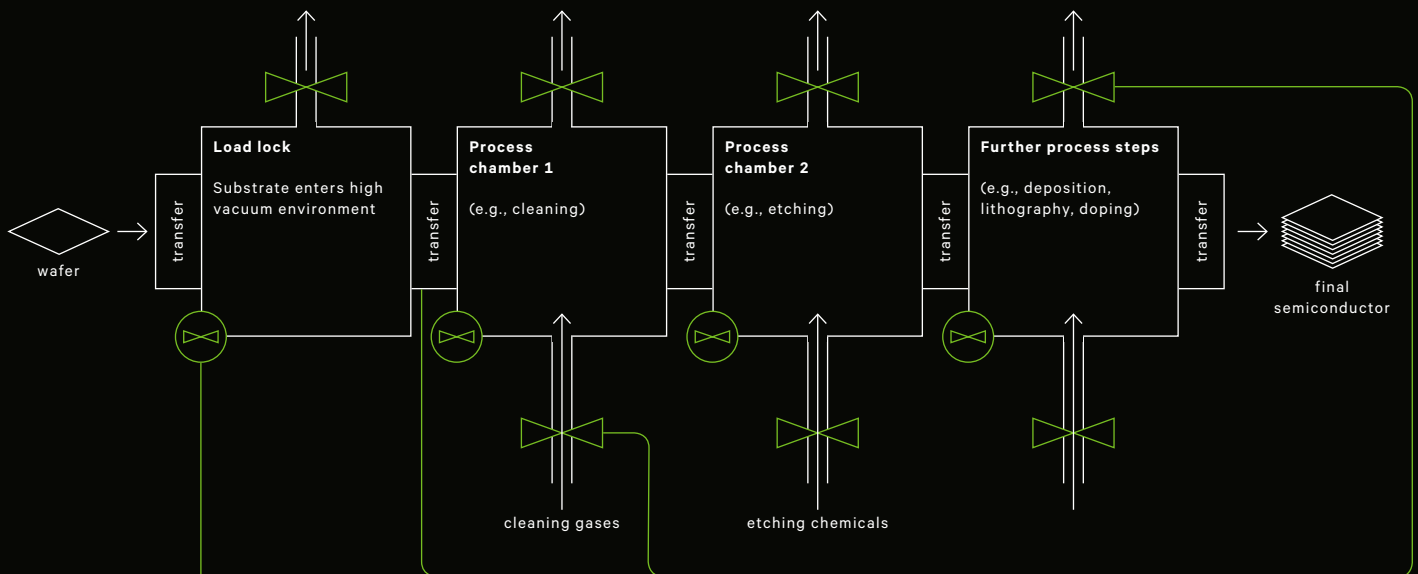 Load lock
Substrate enters high
vacuum environment
Process
chamber 1
(e.g., cleaning)
Process
chamber 2
(e.g., etching)
Further process steps
(e.g., deposition,
lithography, doping)
transfer
transfer
transfer
transfer
transfer
wafer
final
semiconductor
cleaning gases
etching chemicals